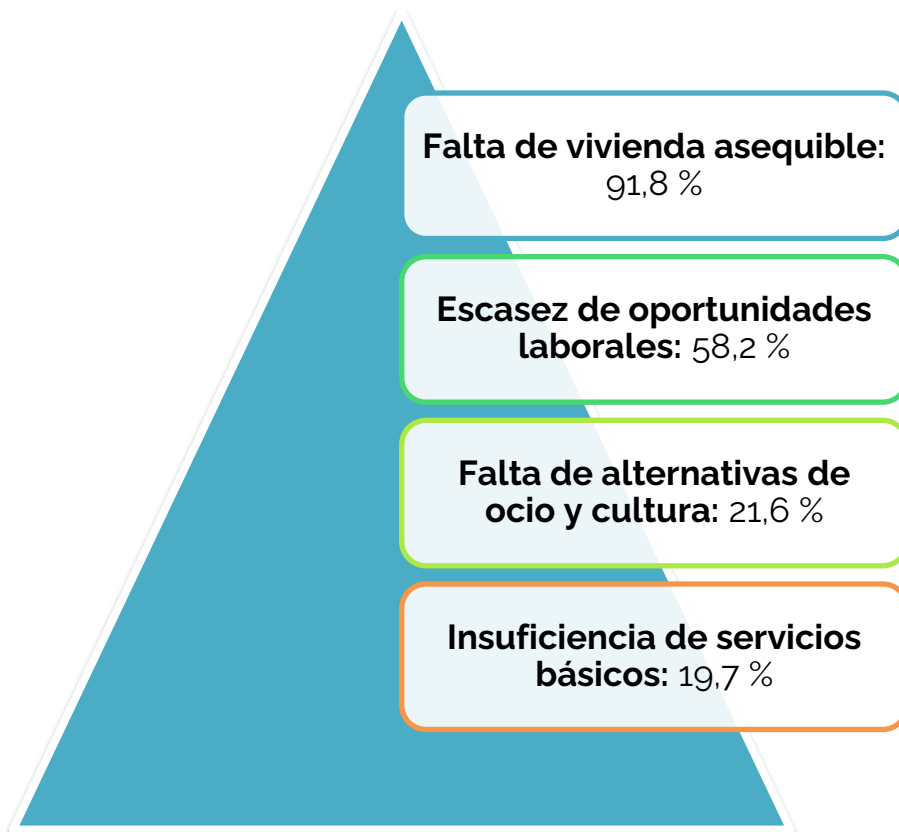 Falta de vivienda asequible:
91,8 %
Escasez de oportunidades
laborales: 58,2 %
Falta de alternativas de
ocio y cultura: 21,6 %
Insuficiencia de servicios
básicos: 19,7 %